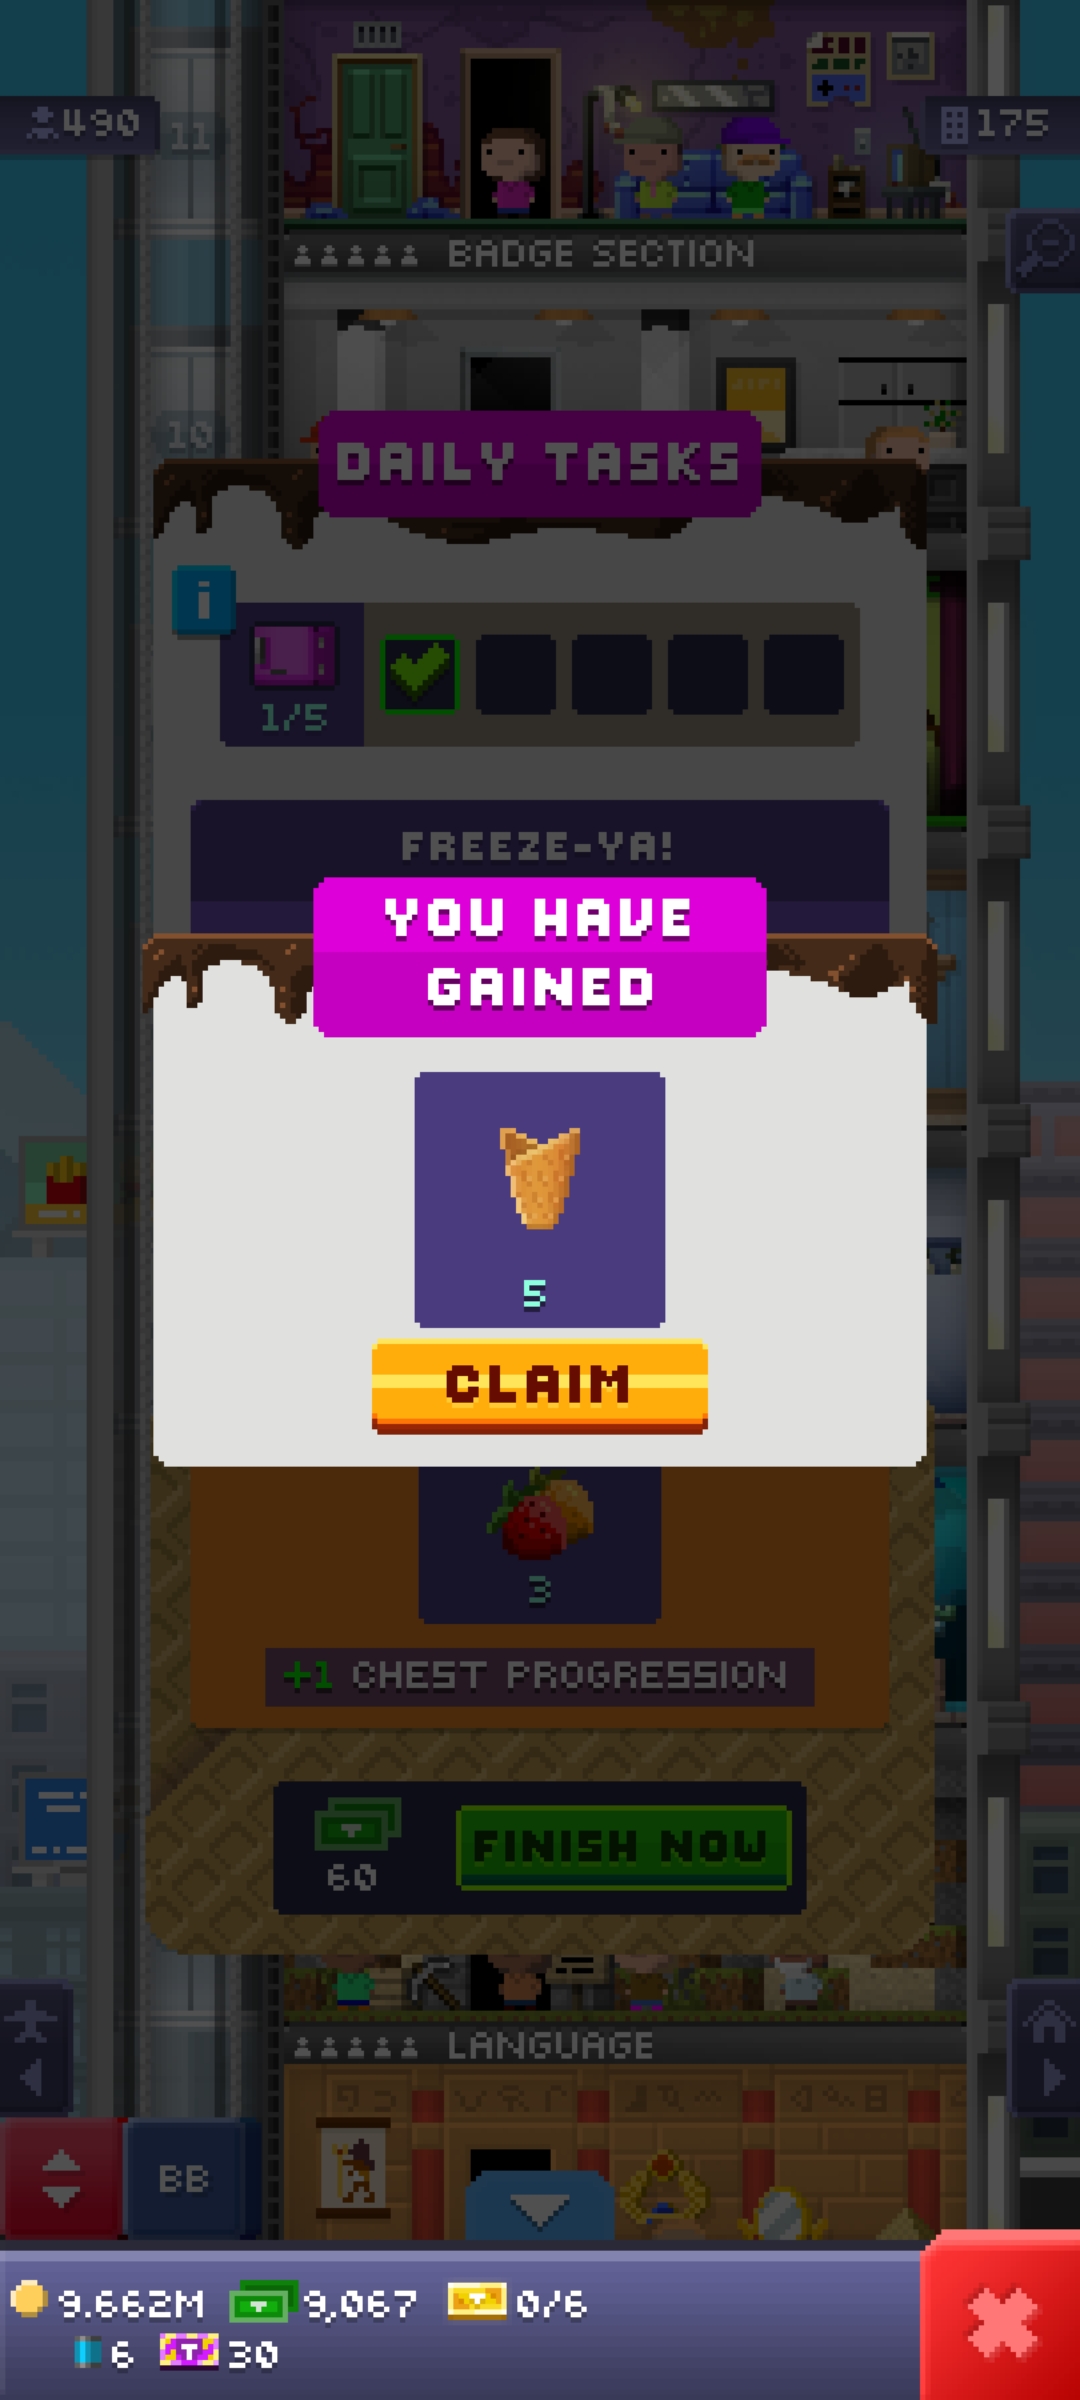 490
11
175
BADGE SECTION
10
DAILY TASKS
i
1/5
FREEZE-YA!
YOU HAVE
GAINED
5
CLAIM
3
+1 CHEST PROGRESSION
60
FINISH NOW
LANGUAGE
BB
9.662M 9,067 0/6
6 T 30